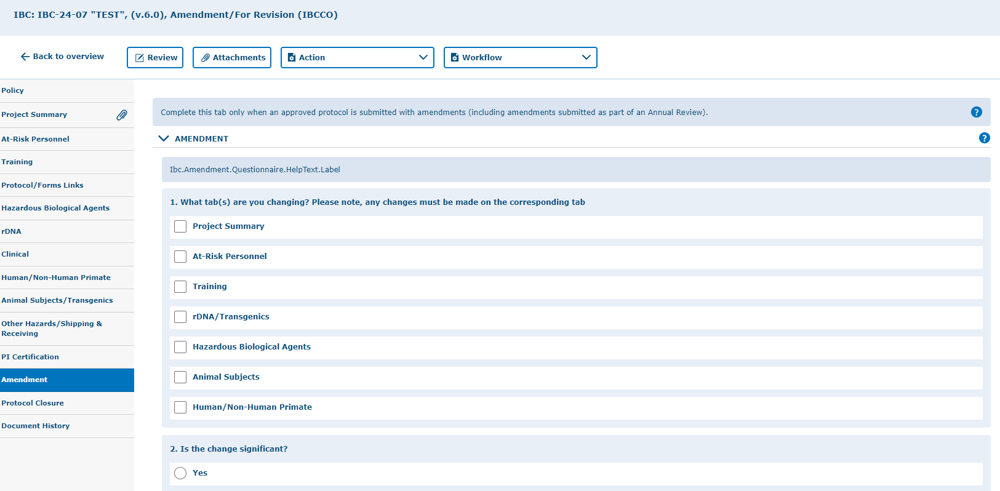 IBC: IBC-24-07 "TEST", (v.6.0), Amendment/For Revision (IBCCO)
Back to overview
Review
Attachments
Action
Workflow
Policy
Project Summary
At-Risk Personnel
Training
Protocol/Forms Links
Hazardous Biological Agents
rDNA
Clinical
Human/Non-Human Primate
Animal Subjects/Transgenics
Other Hazards/Shipping &
Receiving
PI Certification
Amendment
Protocol Closure
Document History
Complete this tab only when an approved protocol is submitted with amendments (including amendments submitted as part of an Annual Review).
?
AMENDMENT
?
Ibc.Amendment.Questionnaire.HelpText.Label
1. What tab(s) are you changing? Please note, any changes must be made on the corresponding tab
Project Summary
At-Risk Personnel
Training
rDNA/Transgenics
Hazardous Biological Agents
Animal Subjects
Human/Non-Human Primate
2. Is the change significant?
Yes